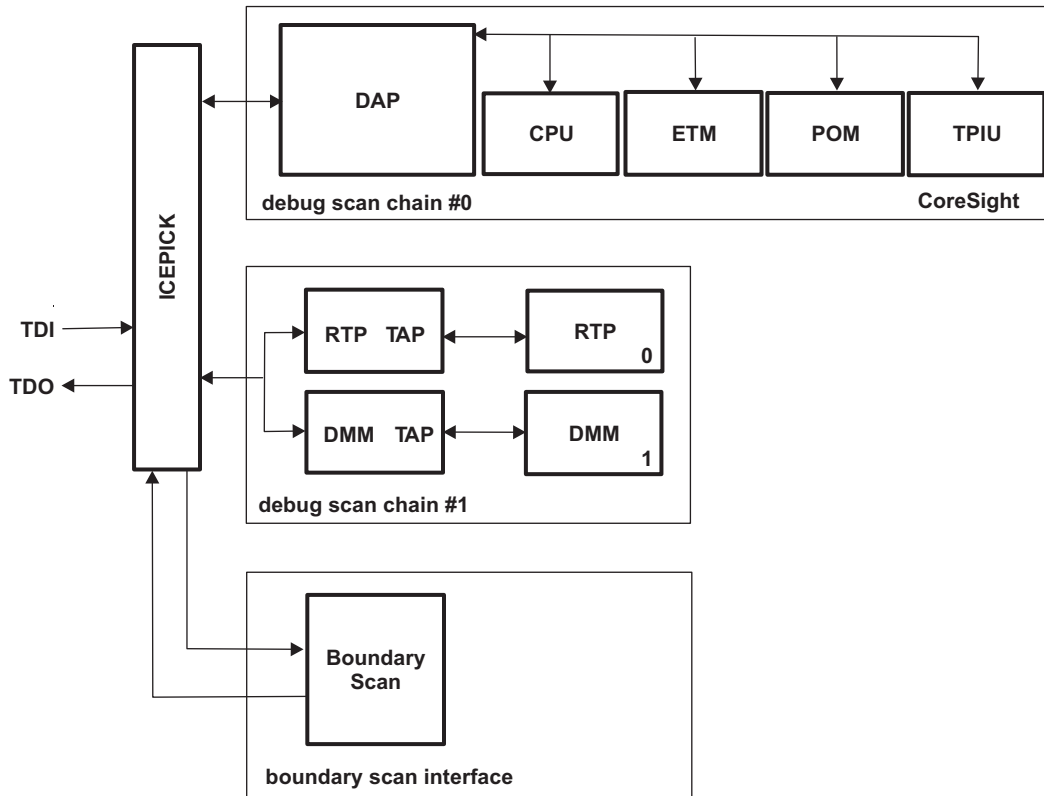 DAP
CPU
ETM
POM
TPIU
debug scan chain #0
CoreSight
ICEPICK
TDI
TDO
RTP TAP
RTP
0
DMM TAP
DMM
1
debug scan chain #1
Boundary
Scan
boundary scan interface